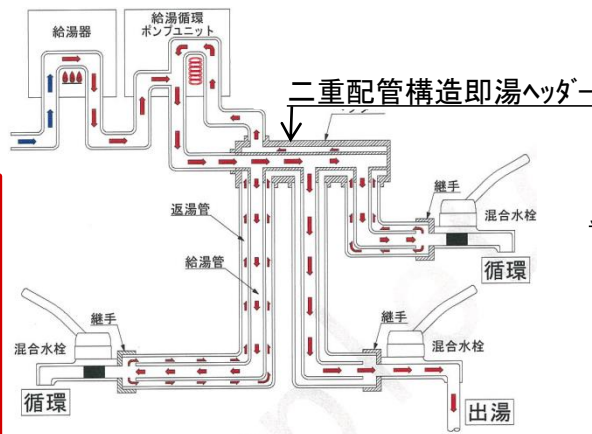 給湯器
給湯循環
ポンプユニット
二重配管構造即湯ヘッダー
返湯管
給湯管
継手
混合水栓
循環
継手
混合水栓
循環
継手
混合水栓
出湯